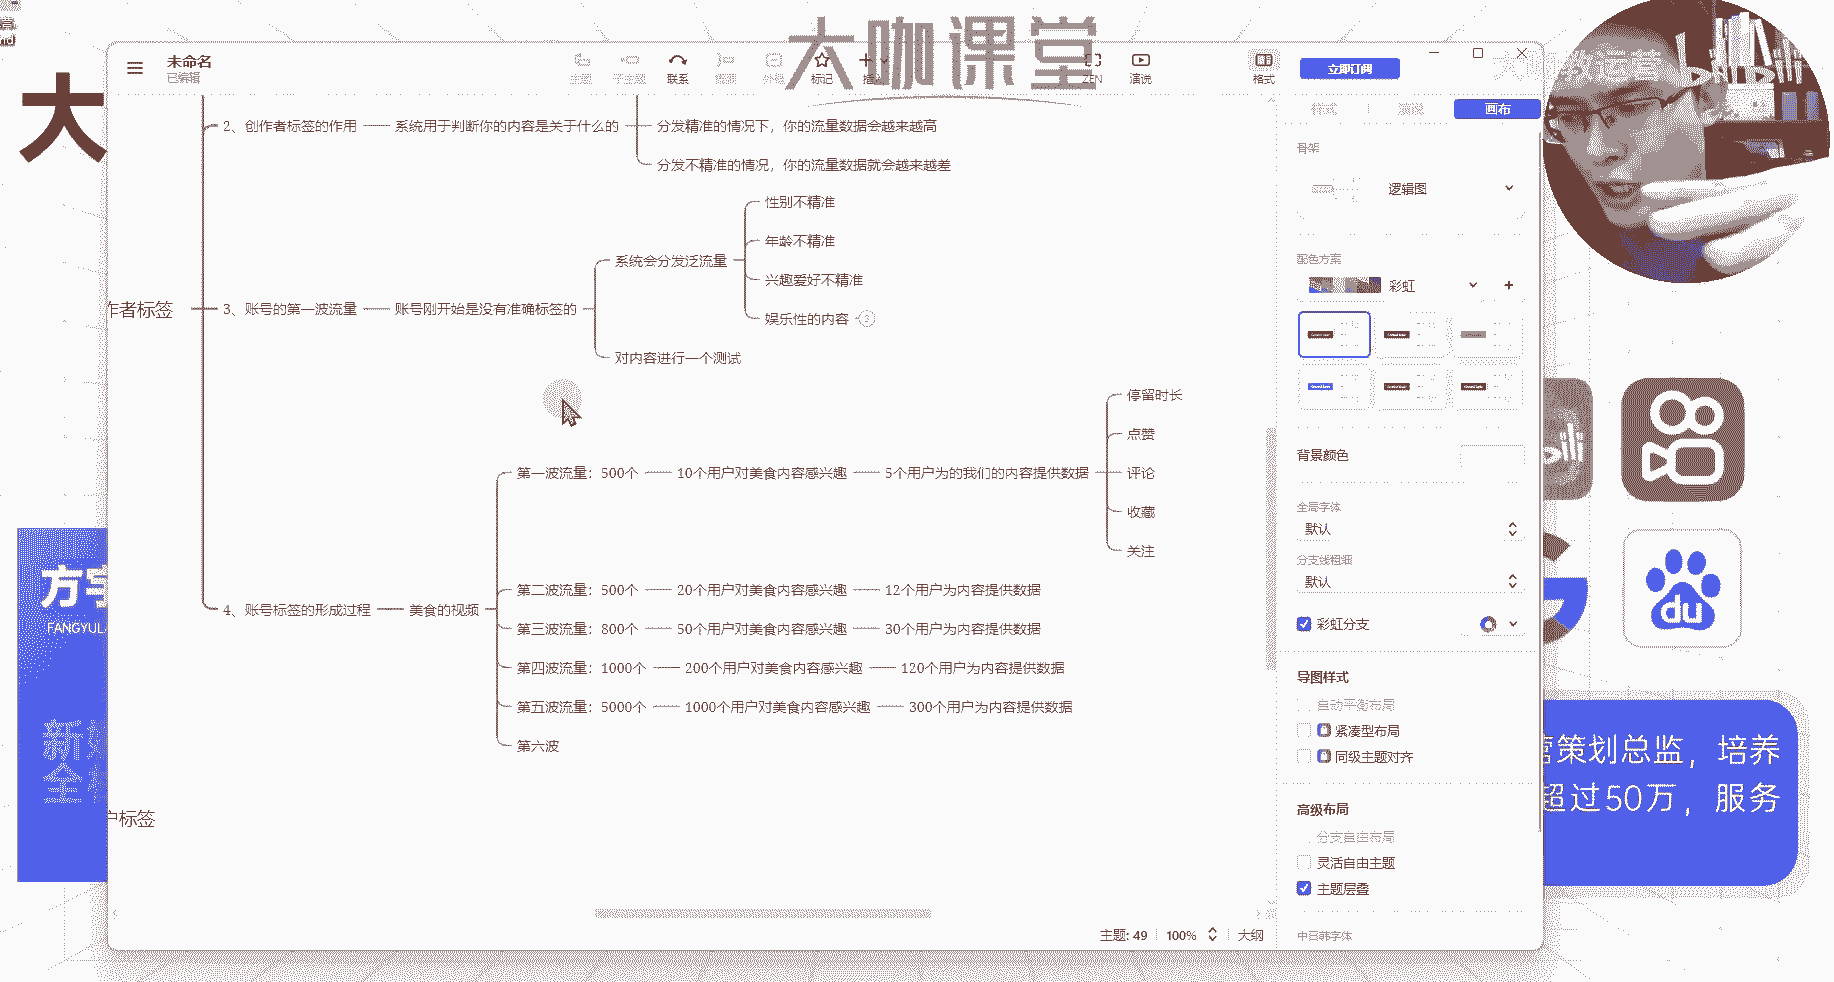 大咖课堂
未命名
已编辑
主题
子主题
联系
概要
外框
标记
ZEN
演说
格式
立即订阅
样式
演说
画布
大
2、创作者标签的作用
系统用于判断你的内容是关于什么的
分发精准的情况下，你的流量数据会越来越高
分发不精准的情况，你的流量数据就会越来越差
作者标签
3、账号的第一波流量
账号刚开始是没有准确标签的
系统会分发泛流量
性别不精准
年龄不精准
兴趣爱好不精准
娱乐性的内容
2
对内容进行一个测试
4、账号标签的形成过程
美食的视频
第一波流量：500个
10个用户对美食内容感兴趣
5个用户为的我们的内容提供数据
停留时长
点赞
评论
收藏
关注
第二波流量：500个
20个用户对美食内容感兴趣
12个用户为内容提供数据
第三波流量：800个
50个用户对美食内容感兴趣
30个用户为内容提供数据
第四波流量：1000个
200个用户对美食内容感兴趣
120个用户为内容提供数据
第五波流量：5000个
1000个用户对美食内容感兴趣
300个用户为内容提供数据
第六波
户标签
主题: 49
100%
大纲
骨架
逻辑图
配色方案
彩虹
背景颜色
全局字体
默认
分支线粗细
默认
彩虹分支
导图样式
自动平衡布局
紧凑型布局
同级主题对齐
高级布局
分支自由布局
灵活自由主题
主题层叠
中日韩字体
FANGYU
新
全
du
营策划总监，培养
超过50万，服务